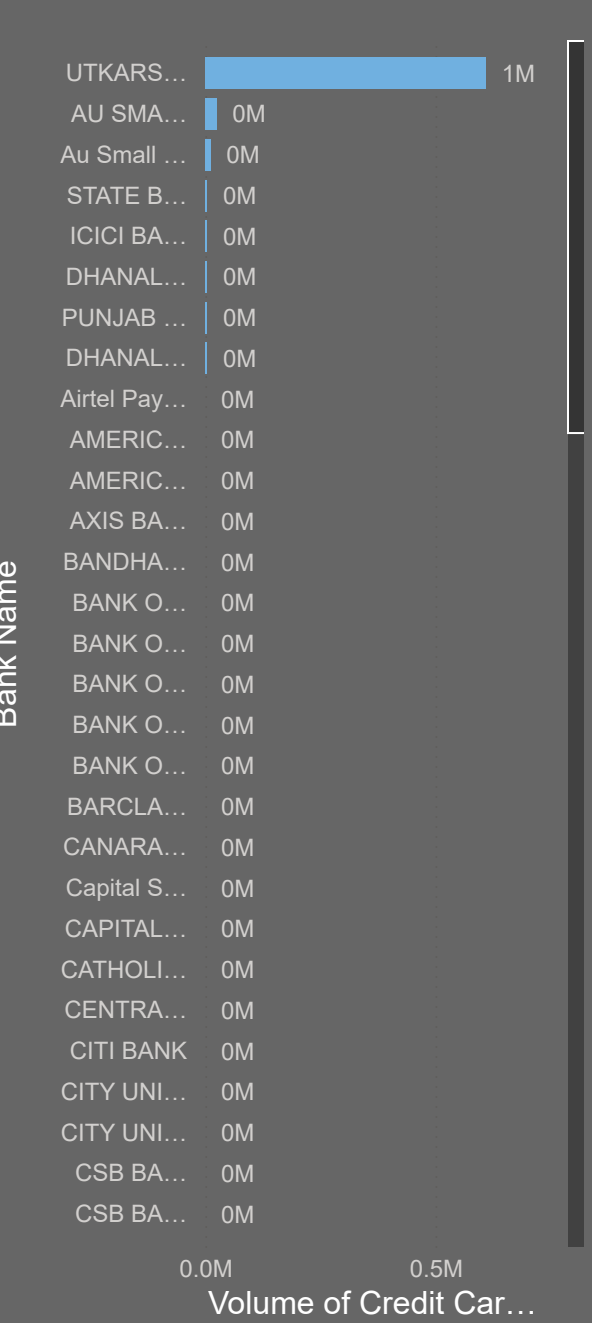 UTKARS… 1M
AU SMA… 0M
Au Small … 0M
STATE B… 0M
ICICI BA… 0M
DHANAL… 0M
PUNJAB … 0M
DHANAL… 0M
Airtel Pay… 0M
AMERIC… 0M
AMERIC… 0M
AXIS BA… 0M
BANDHA… 0M
BANK O… 0M
BANK O… 0M
BANK O… 0M
BANK O… 0M
BANK O… 0M
BARCLA… 0M
CANARA… 0M
Capital S… 0M
CAPITAL… 0M
CATHOLI… 0M
CENTRA… 0M
CITI BANK 0M
CITY UNI… 0M
CITY UNI… 0M
CSB BA… 0M
CSB BA… 0M
Bank Name
0.0M 0.5M
Volume of Credit Car…